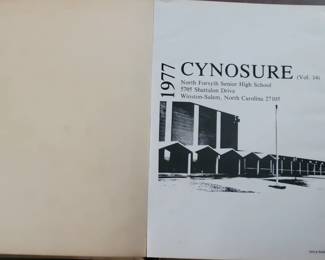 1977
CYNOSURE (Vol. 14)
North Forsyth Senior High School
5705 Shattalon Drive
Winston-Salem, North Carolina 27105